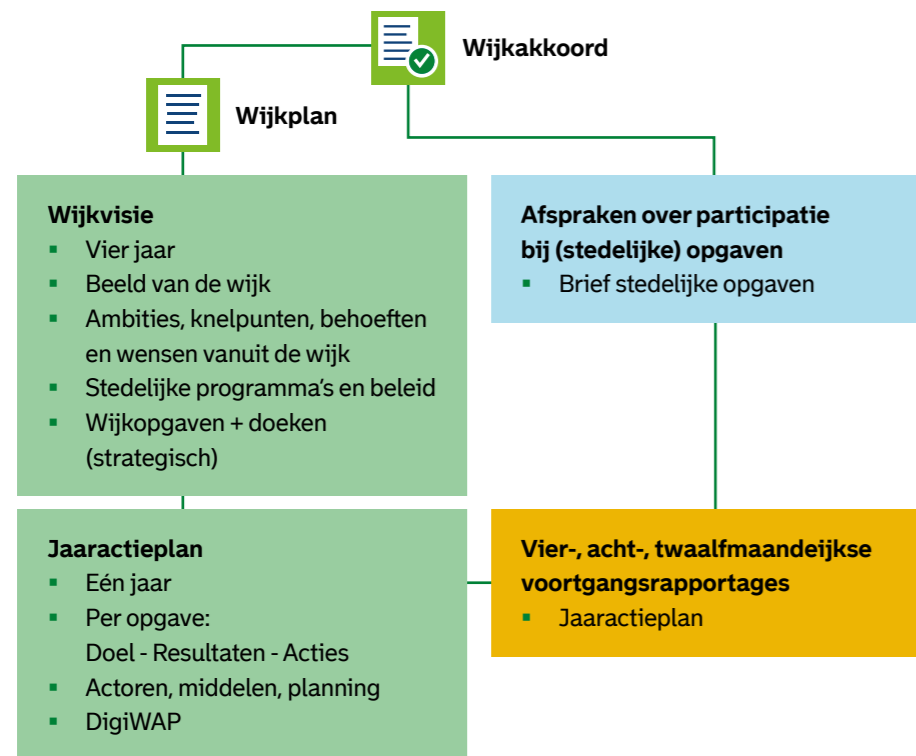 Wijkakkoord
Wijkplan
Wijkvisie
▪ Vier jaar
▪ Beeld van de wijk
▪ Ambities, knelpunten, behoeften
en wensen vanuit de wijk
▪ Stedelijke programma's en beleid
▪ Wijkopgaven + doeken
(strategisch)
Afspraken over participatie
bij (stedelijke) opgaven
▪ Brief stedelijke opgaven
Jaaractieplan
▪ Eén jaar
▪ Per opgave:
Doel - Resultaten - Acties
▪ Actoren, middelen, planning
▪ DigiWAP
Vier-, acht-, twaalfmaandeijkse
voortgangsrapportages
▪ Jaaractieplan